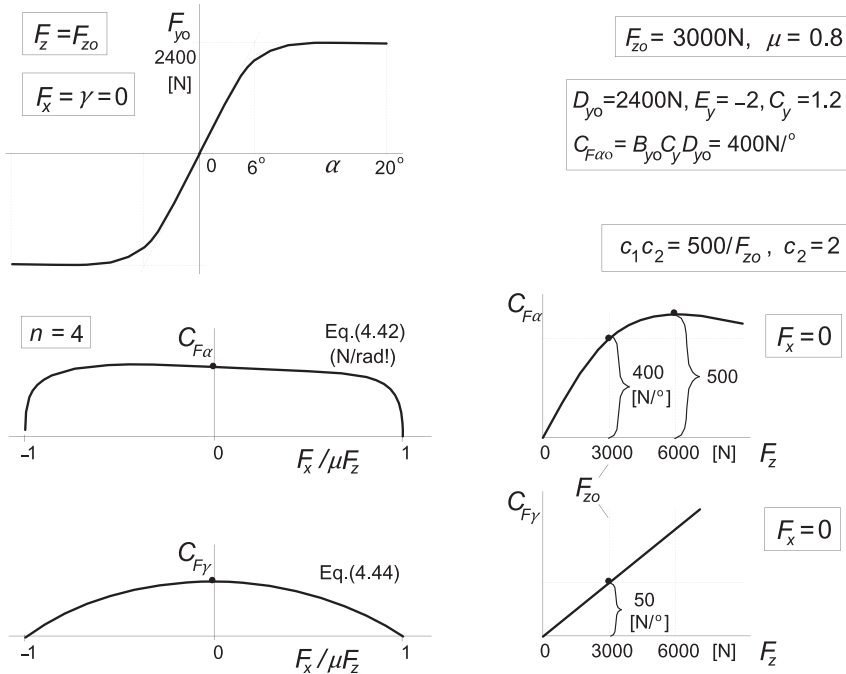 F_z = F_zo
F_x = γ = 0
F_yo
2400
[N]
0
6°
α
20°
F_zo = 3000N, μ = 0.8
D_yo = 2400N, E_y = −2, C_y = 1.2
C_Fαo = B_yo C_y D_yo = 400N/°
c_1c_2 = 500/F_zo , c_2 = 2
n = 4
C_Fα
Eq.(4.42)
(N/rad!)
−1
0
1
F_x /μF_z
C_Fα
F_x = 0
400
[N/°]
500
0
3000
6000
[N]
F_z
F_zo
C_Fγ
Eq.(4.44)
−1
0
1
F_x /μF_z
C_Fγ
F_x = 0
50
[N/°]
0
3000
6000
[N]
F_z